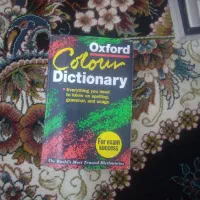 Oxford
Colour
Dictionary
• Everything you need
to know on spelling,
grammar, and usage
For exam
success
The World's Most Trusted Dictionaries